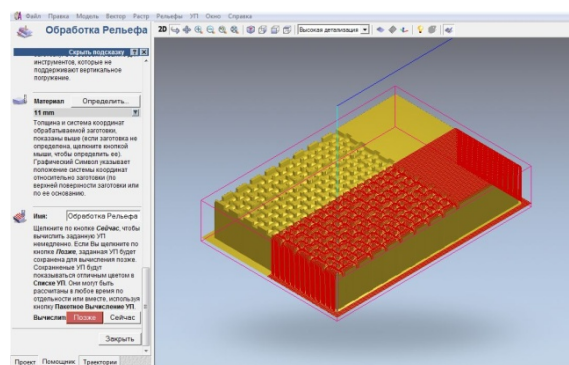 Файл Правка Модель Вектор Растр Рельефы УП Окно Справка
Обработка Рельефа
2D
Высокая детализация
Скрыть подсказку
инструментов, которые не
поддерживают вертикальное
погружение.
Материал Определить...
11 mm
Толщина и система координат
обрабатываемой заготовки,
показаны выше (если заготовка не
определена, щелкните кнопкой
мыши, чтобы определить ее).
Графический Символ указывает
положение системы координат
относительно заготовки (по
верхней поверхности заготовки или
по ее основанию.
Имя: Обработка Рельефа
Щелкните по кнопке Сейчас, чтобы
вычислить заданную УП
немедленно. Если Вы щелкните по
кнопке Позже, заданная УП будет
сохранена для вычисления позже.
Сохраненные УП будут
показываться отличным цветом в
Списке УП. Они могут быть
рассчитаны в любое время по
отдельности или вместе, используя
кнопку Пакетное Вычисление УП.
Вычислить Позже Сейчас
Закрыть
Проект Помощник Траектории